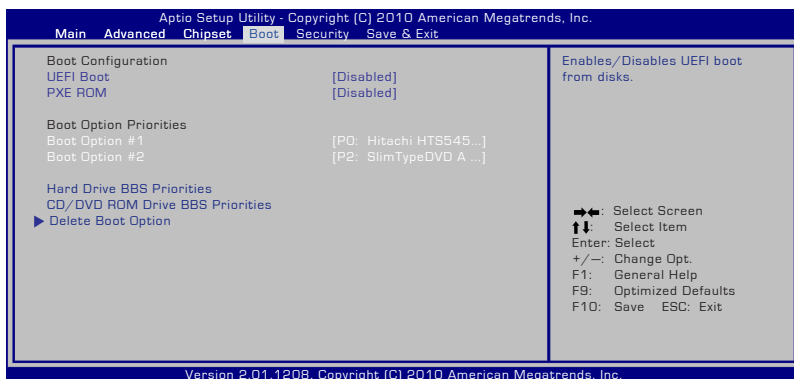 Aptio Setup Utility - Copyright (C) 2010 American Megatrends, Inc.
Main Advanced Chipset Boot Security Save & Exit
Boot Configuration
UEFI Boot [Disabled]
PXE ROM [Disabled]
Boot Option Priorities
Boot Option #1 [P0: Hitachi HTS545...]
Boot Option #2 [P2: SlimTypeDVD A ...]
Hard Drive BBS Priorities
CD/DVD ROM Drive BBS Priorities
▶ Delete Boot Option
Enables/Disables UEFI boot
from disks.
→←: Select Screen
↑↓: Select Item
Enter: Select
+/—: Change Opt.
F1: General Help
F9: Optimized Defaults
F10: Save ESC: Exit
Version 2.01.1208. Copyright (C) 2010 American Megatrends, Inc.